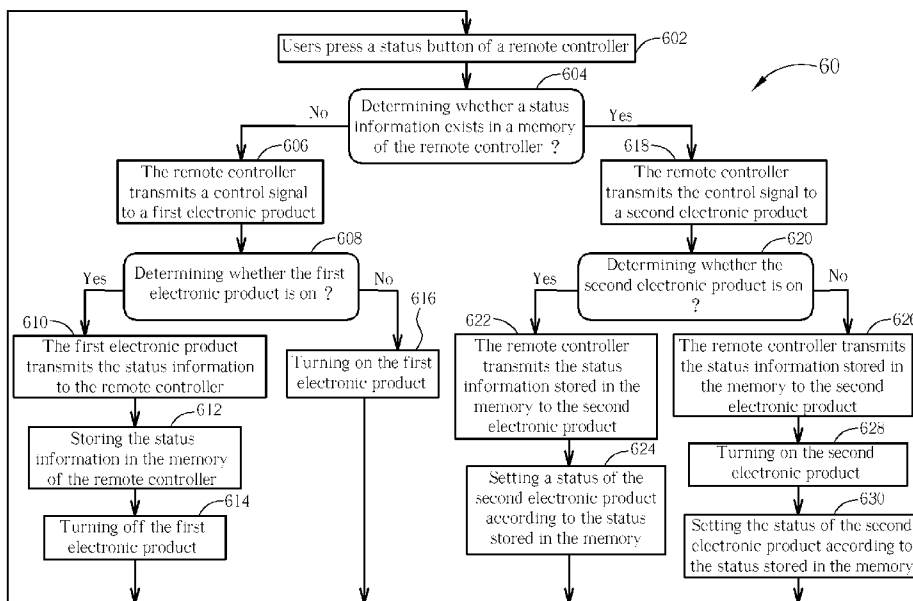 Users press a status button of a remote controller
602
604
60
Determining whether a status
information exists in a memory
of the remote controller ?
No
Yes
606
The remote controller
transmits a control signal
to a first electronic product
618
The remote controller
transmits the control signal to
a second electronic product
608
Determining whether the first
electronic product is on ?
Yes
No
620
Determining whether the
second electronic product is on
?
Yes
No
610
The first electronic product
transmits the status information
to the remote controller
616
Turning on the first
electronic product
622
The remote controller
transmits the status
information stored in the
memory to the second
electronic product
626
The remote controller transmits
the status information stored in
the memory to the second
electronic product
612
Storing the status
information in the memory
of the remote controller
624
Setting a status of the
second electronic product
according to the status
stored in the memory
628
Turning on the second
electronic product
614
Turning off the first
electronic product
630
Setting the status of the second
electronic product according to
the status stored in the memory